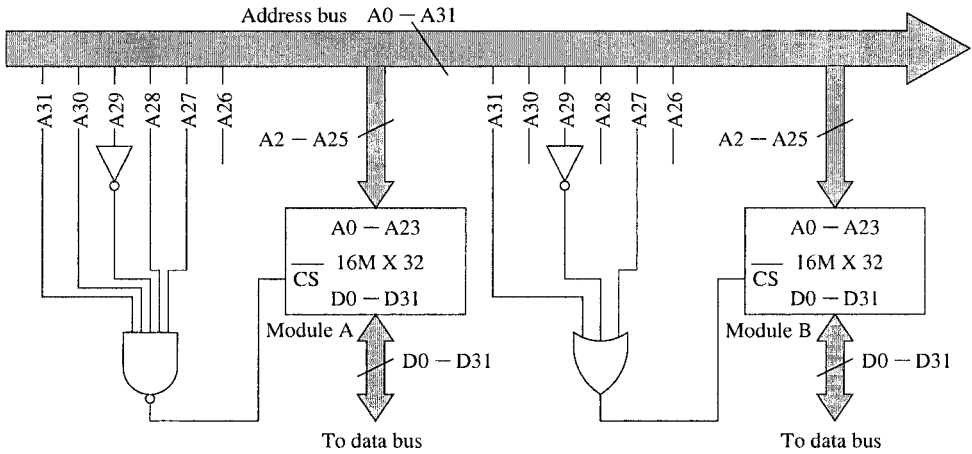 Address bus A0 – A31
A31
A30
A29
A28
A27
A26
A2 – A25
A31
A30
A29
A28
A27
A26
A2 – A25
A0 – A23
16M X 32
CS
D0 – D31
Module A
D0 – D31
To data bus
A0 – A23
16M X 32
CS
D0 – D31
Module B
D0 – D31
To data bus